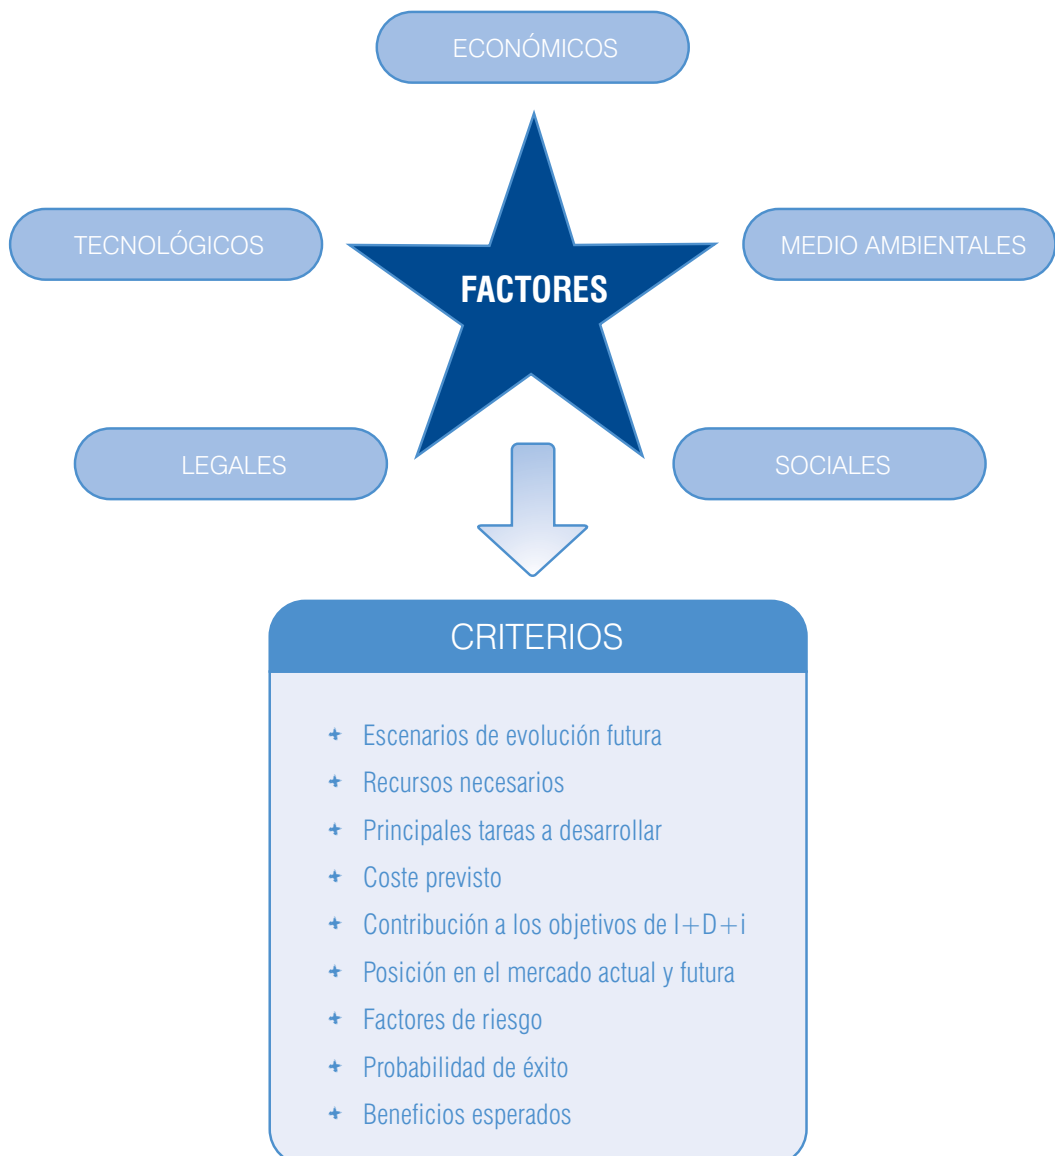 ECONÓMICOS
TECNOLÓGICOS
MEDIO AMBIENTALES
FACTORES
LEGALES
SOCIALES
CRITERIOS
+ Escenarios de evolución futura
+ Recursos necesarios
+ Principales tareas a desarrollar
+ Coste previsto
+ Contribución a los objetivos de I+D+i
+ Posición en el mercado actual y futura
+ Factores de riesgo
+ Probabilidad de éxito
+ Beneficios esperados